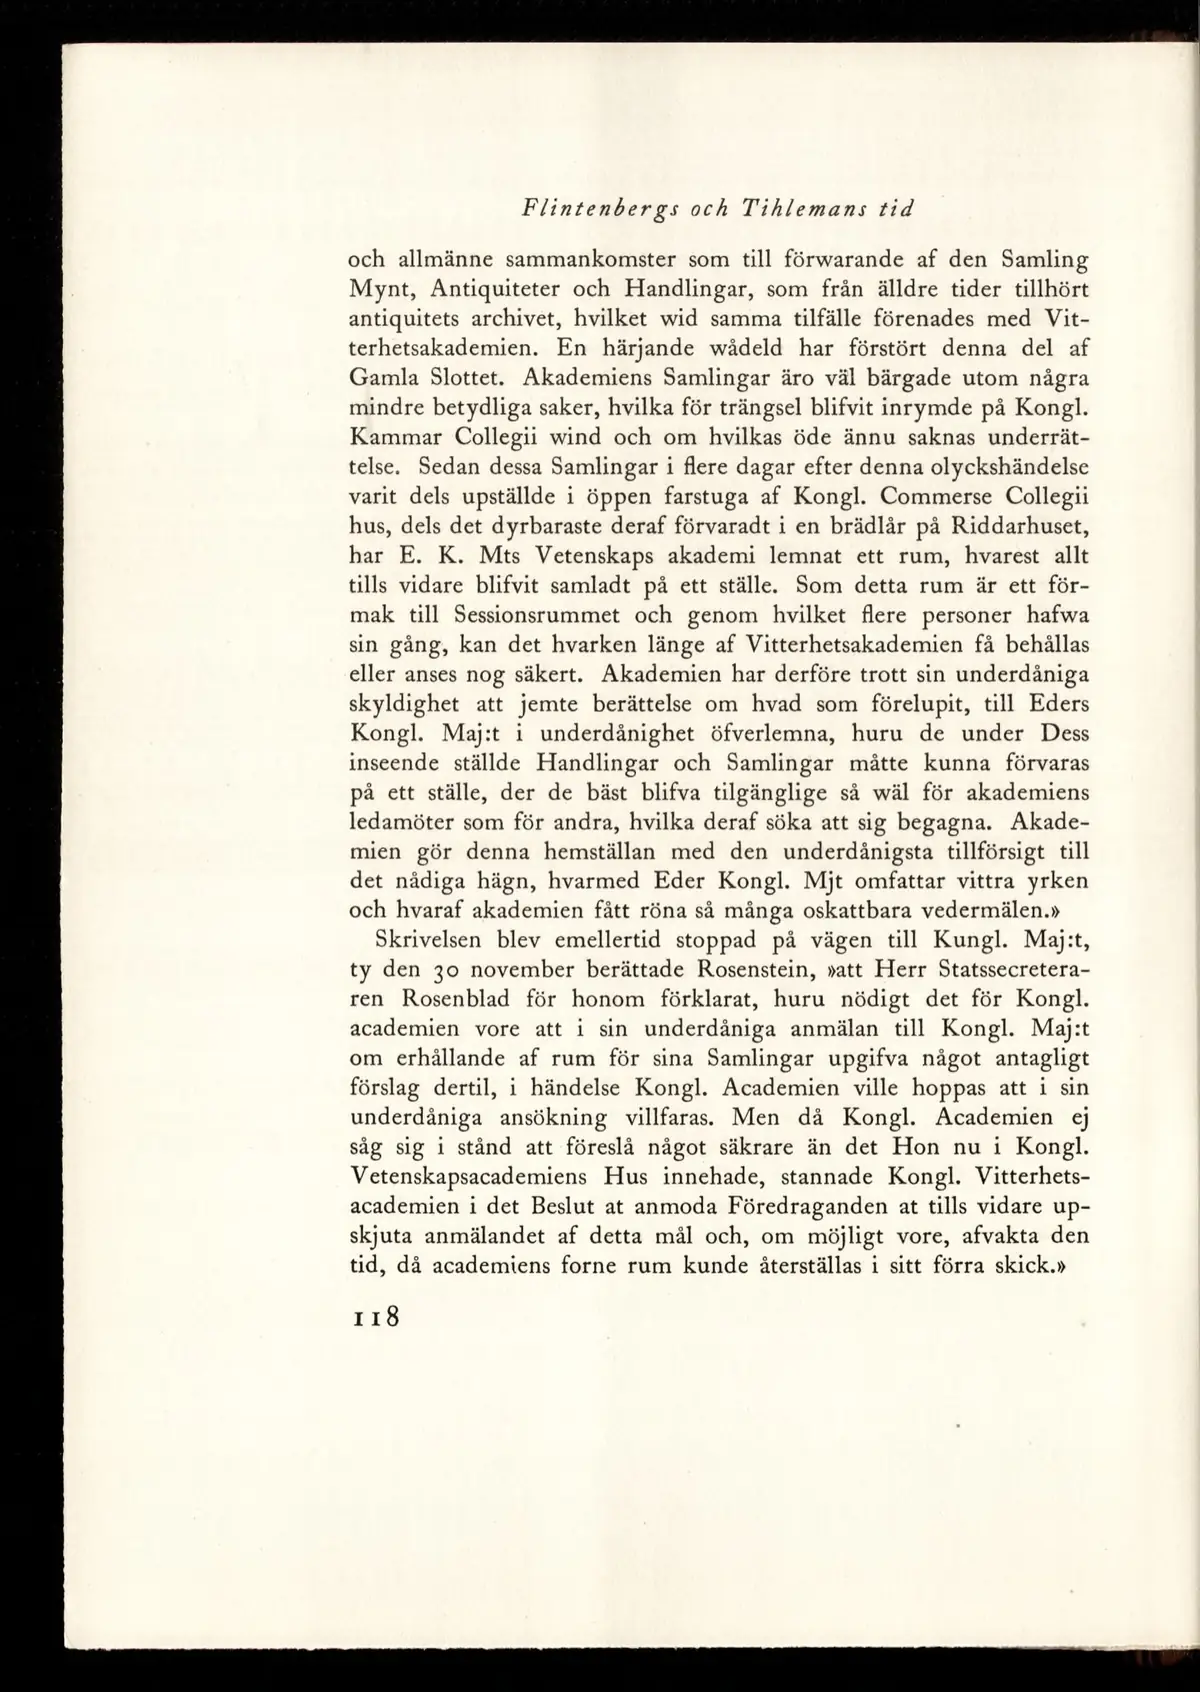 Flintenbergs och Tihlemans tid
och allmänne sammankomster som till förwarande af den Samling
Mynt, Antiquiteter och Handlingar, som från älldre tider tillhört
antiquitets archivet, hvilket wid samma tilfälle förenades med Vit-
terhetsakademien. En härjande wådeld har förstört denna del af
Gamla Slottet. Akademiens Samlingar äro väl bärgade utom några
mindre betydliga saker, hvilka för trängsel blifvit inrymde på Kongl.
Kammar Collegii wind och om hvilkas öde ännu saknas underrät-
telse. Sedan dessa Samlingar i flere dagar efter denna olyckshändelse
varit dels upställde i öppen farstuga af Kongl. Commerse Collegii
hus, dels det dyrbaraste deraf förvaradt i en brädlår på Riddarhuset,
har E. K. Mts Vetenskaps akademi lemnat ett rum, hvarest allt
tills vidare blifvit samladt på ett ställe. Som detta rum är ett för-
mak till Sessionsrummet och genom hvilket flere personer hafwa
sin gång, kan det hvarken länge af Vitterhetsakademien få behållas
eller anses nog säkert. Akademien har derföre trott sin underdåniga
skyldighet att jemte berättelse om hvad som förelupit, till Eders
Kongl. Maj:t i underdånighet öfverlemna, huru de under Dess
inseende ställde Handlingar och Samlingar måtte kunna förvaras
på ett ställe, der de bäst blifva tilgänglige så wäl för akademiens
ledamöter som för andra, hvilka deraf söka att sig begagna. Akade-
mien gör denna hemställan med den underdånigsta tillförsigt till
det nådiga hägn, hvarmed Eder Kongl. Mjt omfattar vittra yrken
och hvaraf akademien fått röna så många oskattbara vedermälen.»
Skrivelsen blev emellertid stoppad på vägen till Kungl. Maj:t,
ty den 30 november berättade Rosenstein, »att Herr Statssecretera-
ren Rosenblad för honom förklarat, huru nödigt det för Kongl.
academien vore att i sin underdåniga anmälan till Kongl. Maj:t
om erhållande af rum för sina Samlingar upgifva något antagligt
förslag dertil, i händelse Kongl. Academien ville hoppas att i sin
underdåniga ansökning villfaras. Men då Kongl. Academien ej
såg sig i stånd att föreslå något säkrare än det Hon nu i Kongl.
Vetenskapsacademiens Hus innehade, stannade Kongl. Vitterhets-
academien i det Beslut at anmoda Föredraganden at tills vidare up-
skjuta anmälandet af detta mål och, om möjligt vore, afvakta den
tid, då academiens forne rum kunde återställas i sitt förra skick.»
118